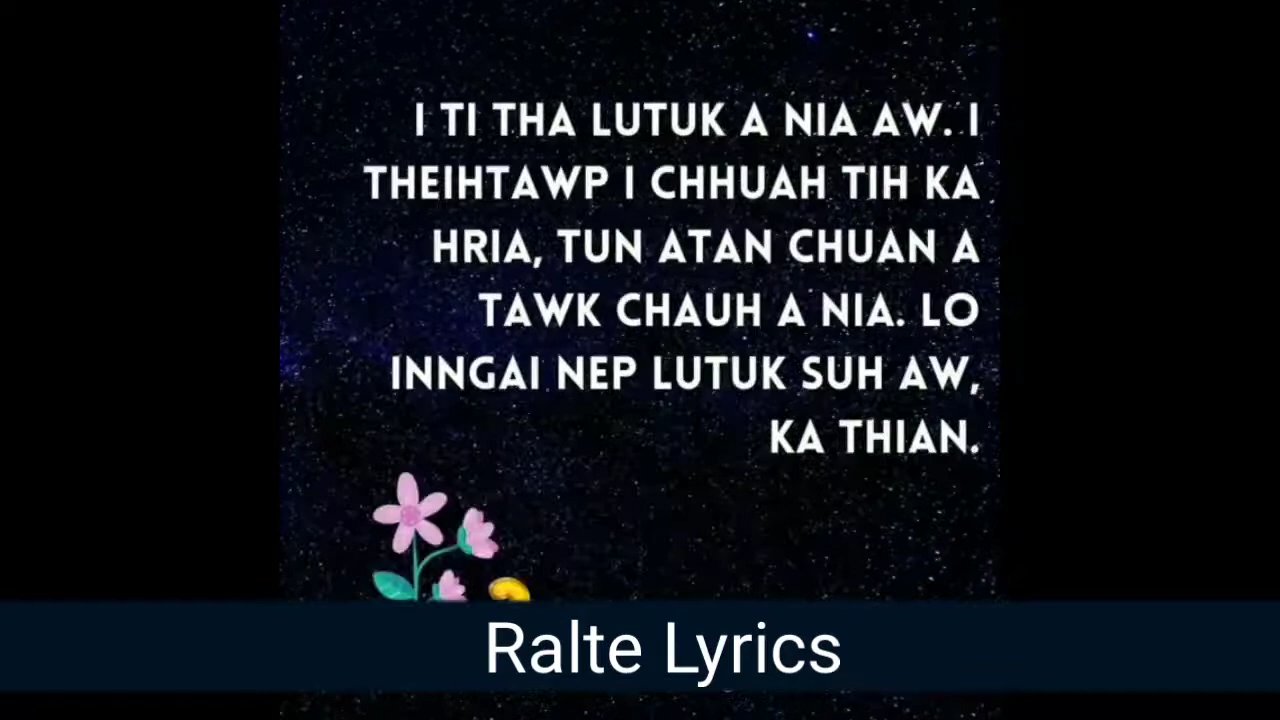 I TI THA LUTUK A NIA AW. I
THEIHTAWP I CHHUAH TIH KA
HRIA, TUN ATAN CHUAN A
TAWK CHAUH A NIA. LO
INNGAI NEP LUTUK SUH AW,
KA THIAN.
Ralte Lyrics